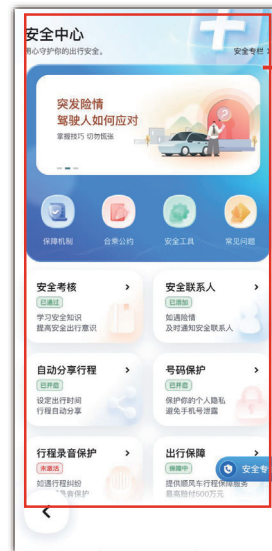 安全中心
用心守护你的出行安全。
安全专栏
突发险情
驾驶人如何应对
掌握技巧 切勿慌张
保障机制 合乘公约 安全工具 常见问题
安全考核 安全联系人
已通过 已添加
学习安全知识 如遇险情
提高安全出行意识 及时通知安全联系人
自动分享行程 号码保护
已开启 已开启
设定出行时间 保护你的个人隐私
行程自动分享 避免手机号泄露
行程录音保护 出行保障
未激活 保障中
安全专
如遇行程纠纷 提供顺风车行程保障服务
录音保护 最高赔付600万元